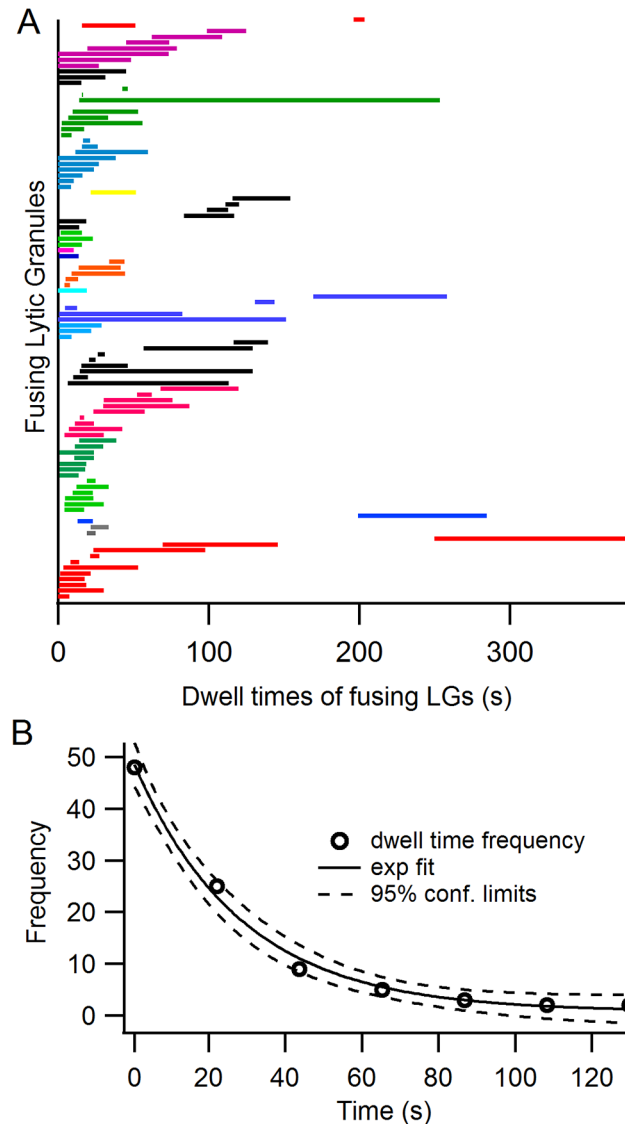 A
Fusing Lytic Granules
0 100 200 300
Dwell times of fusing LGs (s)
B
50
40
30
20
10
0
Frequency
dwell time frequency
exp fit
95% conf. limits
0 20 40 60 80 100 120
Time (s)